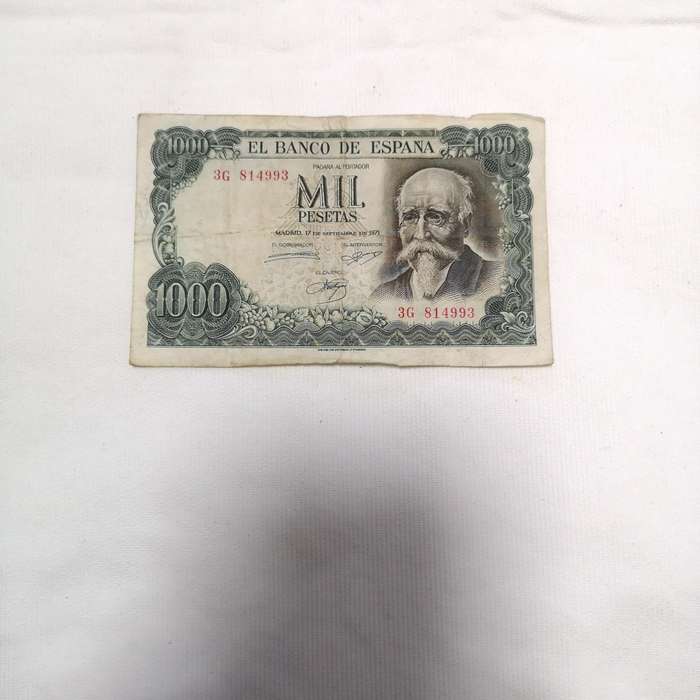 1000 EL BANCO DE ESPAÑA 1000
PAGARA AL PORTADOR
3G 814993
MIL
PESETAS
MADRID, 17 DE SEPTIEMBRE DE 1971
EL GOBERNADOR EL INTERVENTOR
EL CAJERO
1000
3G 814993